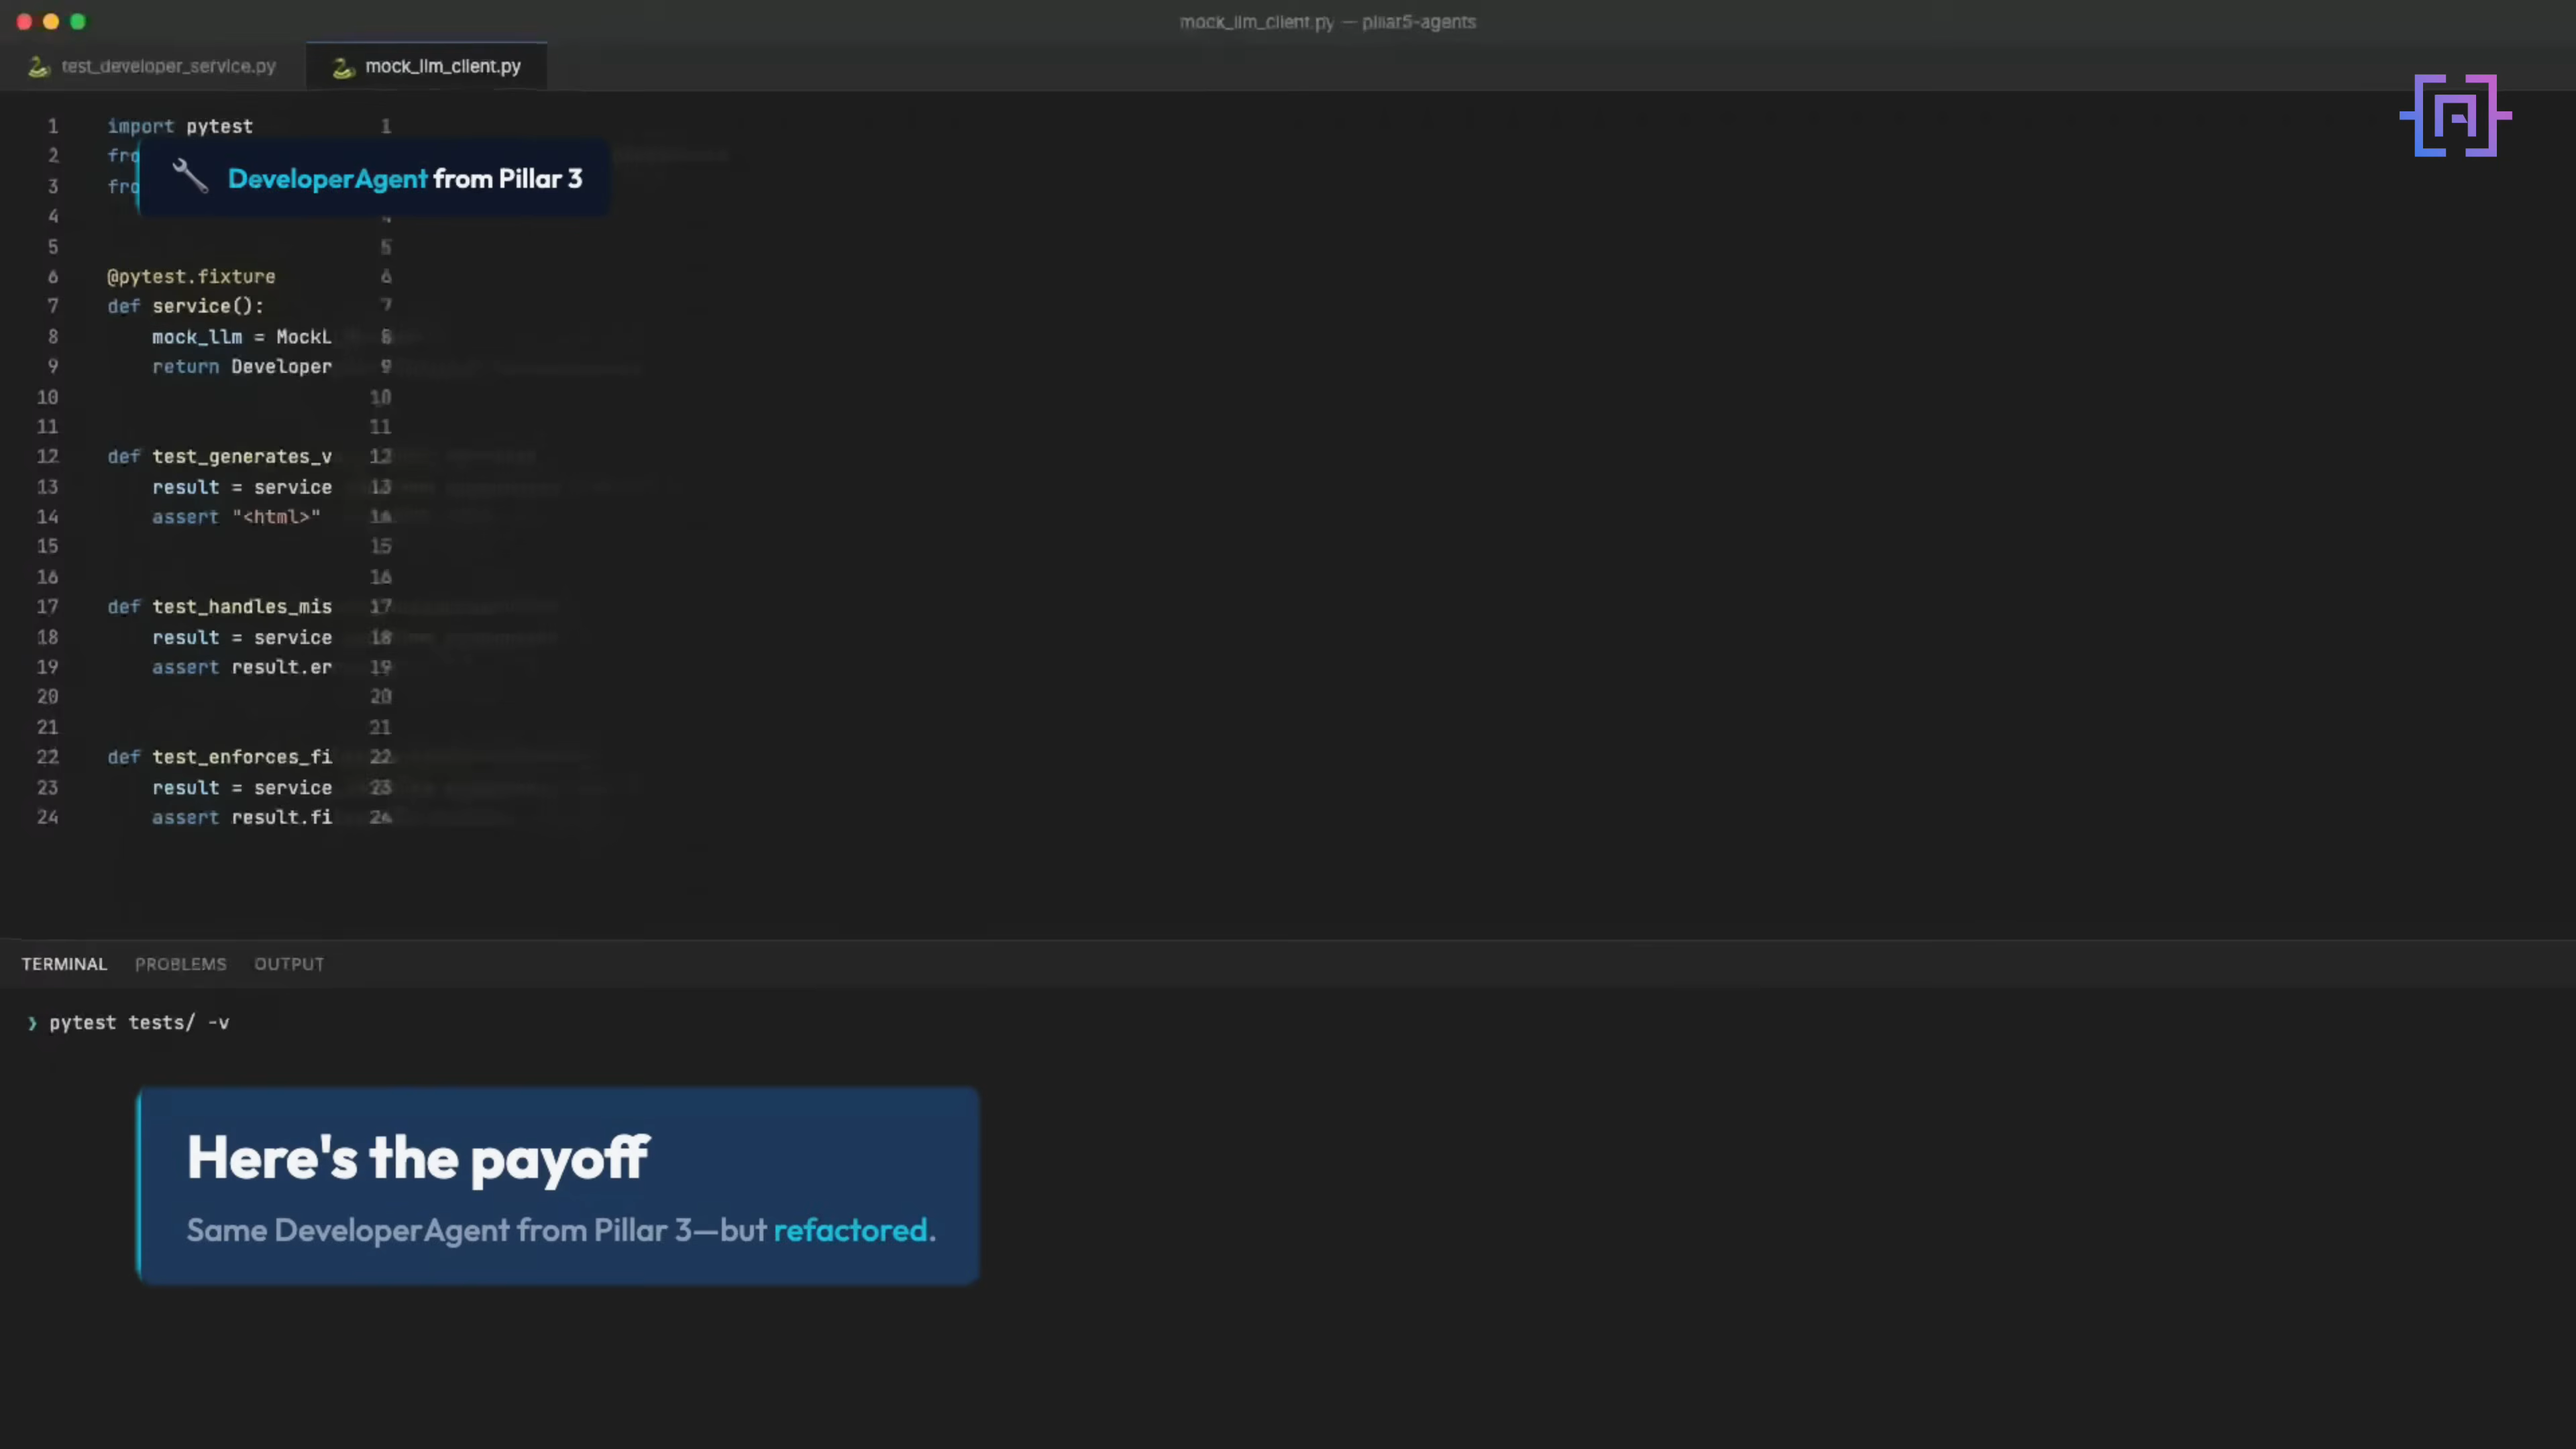 mock_llm_client.py — pillar5-agents
test_developer_service.py
mock_llm_client.py
1 import pytest 1
2 fro
3 fro
DeveloperAgent from Pillar 3
4 4
5 5
6 @pytest.fixture 6
7 def service(): 7
8 mock_llm = MockL 8
9 return Developer 9
10 10
11 11
12 def test_generates_v 12
13 result = service 13
14 assert "<html>" 14
15 15
16 16
17 def test_handles_mis 17
18 result = service 18
19 assert result.er 19
20 20
21 21
22 def test_enforces_fi 22
23 result = service 23
24 assert result.fi 24
TERMINAL PROBLEMS OUTPUT
❯ pytest tests/ -v
Here's the payoff
Same DeveloperAgent from Pillar 3—but refactored.